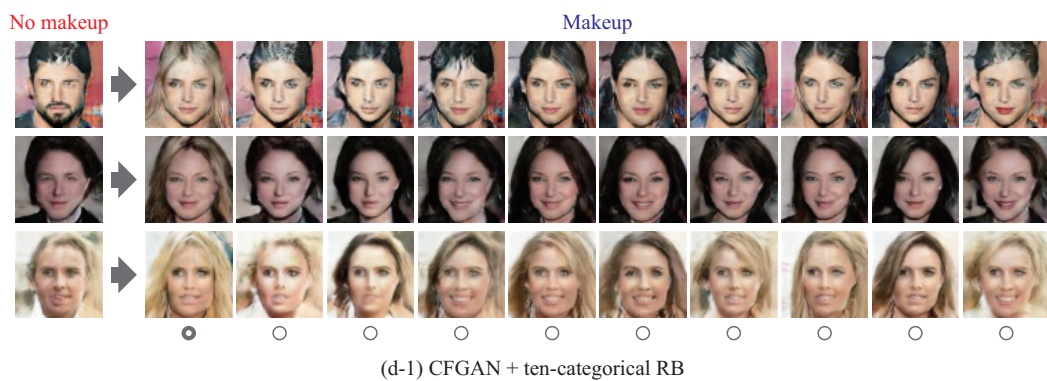 No makeup
Makeup
(d-1) CFGAN + ten-categorical RB